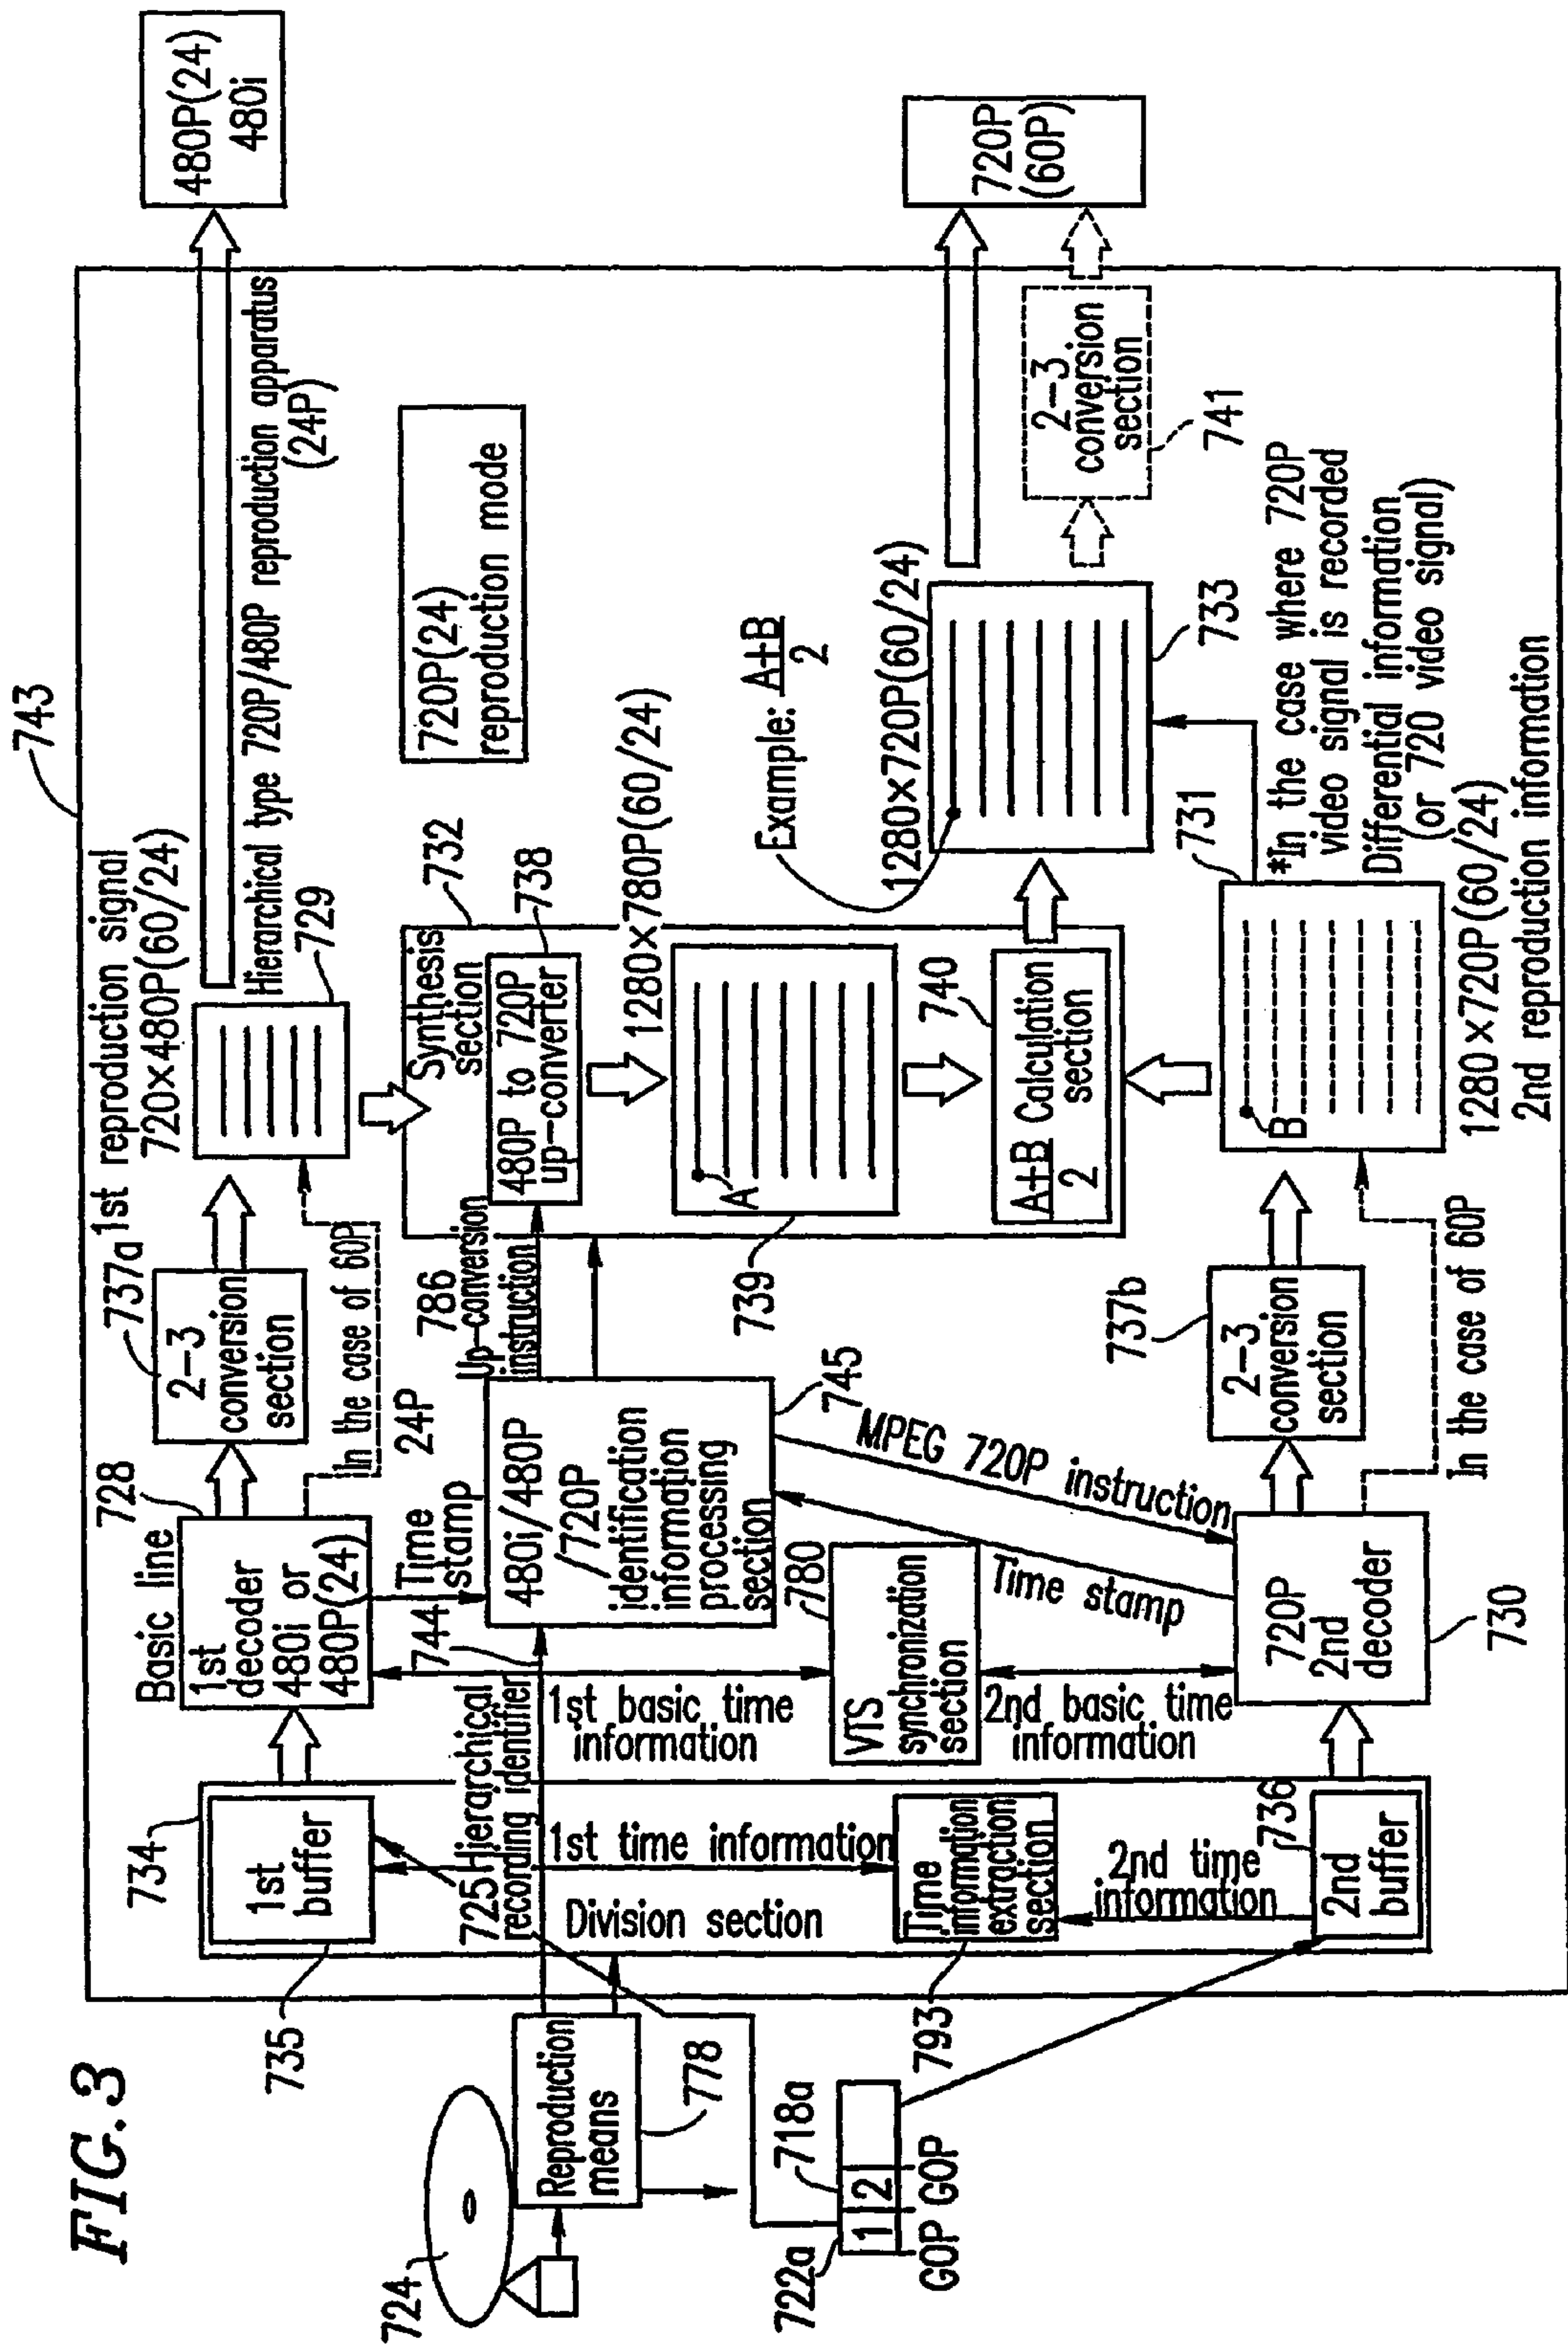 FIG.3
743
724
Reproduction
means
778
722a
718a
1
2
GOP GOP
734
735
1st
buffer
725 Hierarchical
recording identifier
Division section
1st time information
Time
information
extraction
section
793
2nd time
information
736
2nd
buffer
Basic line
728
1st
decoder
480i or
480P(24)
744
Time
stamp
24P
1st basic time
information
VTS
synchronization
section
780
2nd basic time
information
720P
2nd
decoder
730
480i/480P
/720P
identification
information
processing
section
745
MPEG 720P instruction
Time stamp
737a
2-3
conversion
section
In the case of 60P
786
Up-conversion
instruction
737b
2-3
conversion
section
In the case of 60P
1st reproduction signal
720×480P(60/24)
729
Hierarchical type 720P/480P reproduction apparatus
(24P)
Synthesis
section
732
480P to 720P
up-converter
738
1280×780P(60/24)
A
739
740
A+B
2
Calculation
section
B
731
1280×720P(60/24)
2nd reproduction information
*In the case where 720P
video signal is recorded
Differential information
(or 720 video signal)
720P(24)
reproduction mode
Example: A+B
2
1280×720P(60/24)
733
2-3
conversion
section
741
480P(24)
480i
720P
(60P)